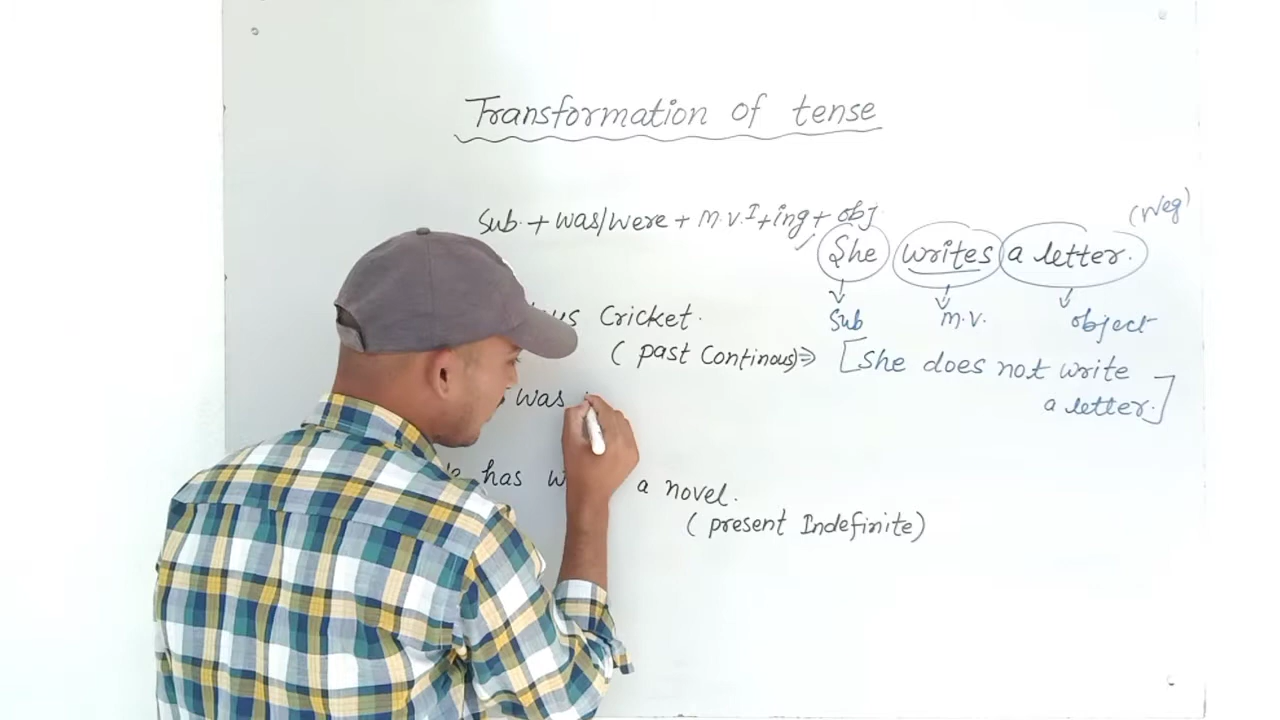 Transformation of tense
Sub. + was/were + m.v.I + ing + obj.
(Neg)
She writes a letter.
Sub m.v. object
Cricket.
( past Continous) ⇒ [She does not write
a letter.]
was
has
a novel.
( present Indefinite)